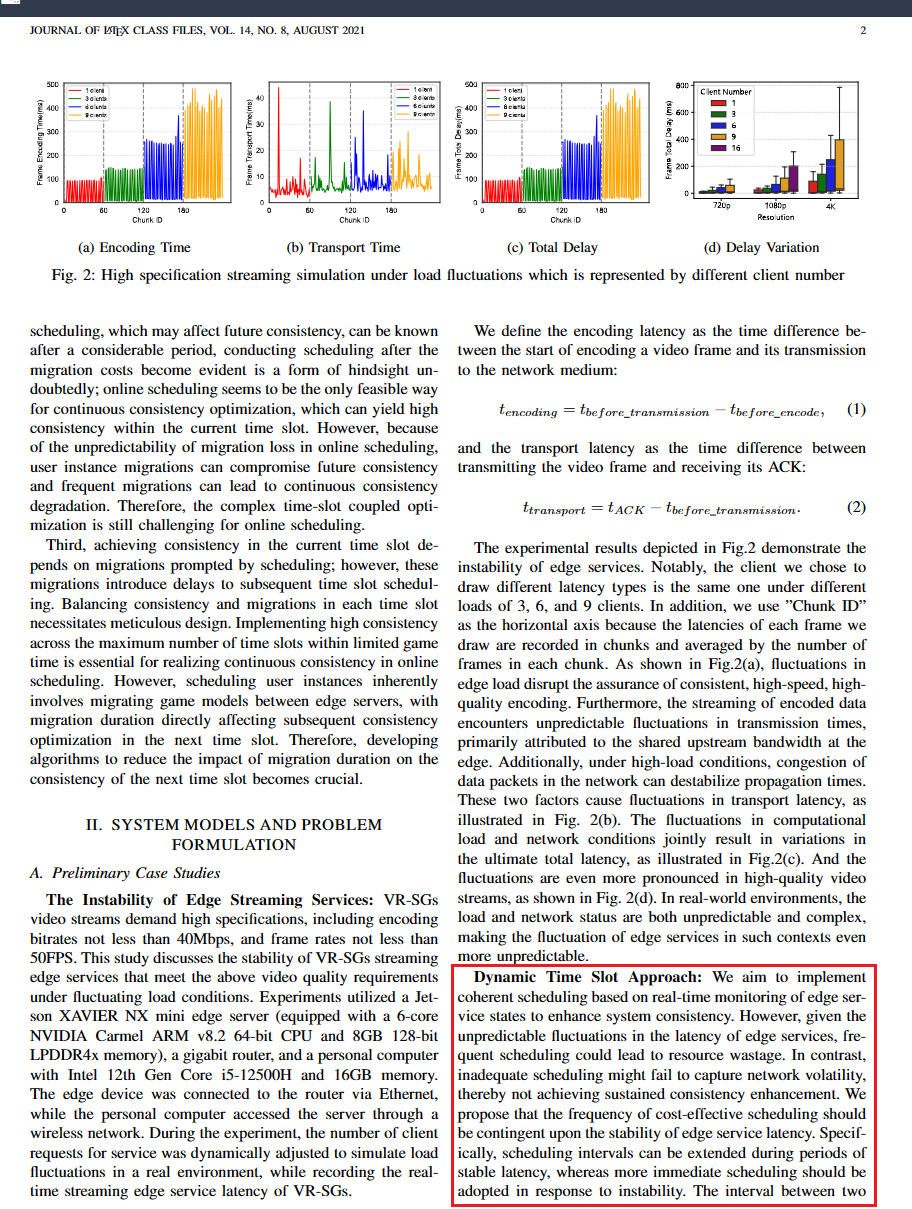 JOURNAL OF LATEX CLASS FILES, VOL. 14, NO. 8, AUGUST 2021
2
Frame Encoding Time(ms)
500
400
300
200
100
0
1 client
3 clients
6 clients
9 clients
0 60 120 180
Chunk ID
(a) Encoding Time
Frame Transport Time(ms)
40
30
20
10
0
1 client
3 clients
6 clients
9 clients
0 60 120 180
Chunk ID
(b) Transport Time
Frame Total Delay(ms)
500
400
300
200
100
0
1 client
3 clients
6 clients
9 clients
0 60 120 180
Chunk ID
(c) Total Delay
Frame Total Delay (ms)
800
600
400
200
0
Client Number
1
3
6
9
16
720p 1080p 4K
Resolution
(d) Delay Variation
Fig. 2: High specification streaming simulation under load fluctuations which is represented by different client number
scheduling, which may affect future consistency, can be known
after a considerable period, conducting scheduling after the
migration costs become evident is a form of hindsight un-
doubtedly; online scheduling seems to be the only feasible way
for continuous consistency optimization, which can yield high
consistency within the current time slot. However, because
of the unpredictability of migration loss in online scheduling,
user instance migrations can compromise future consistency
and frequent migrations can lead to continuous consistency
degradation. Therefore, the complex time-slot coupled opti-
mization is still challenging for online scheduling.
Third, achieving consistency in the current time slot de-
pends on migrations prompted by scheduling; however, these
migrations introduce delays to subsequent time slot schedul-
ing. Balancing consistency and migrations in each time slot
necessitates meticulous design. Implementing high consistency
across the maximum number of time slots within limited game
time is essential for realizing continuous consistency in online
scheduling. However, scheduling user instances inherently
involves migrating game models between edge servers, with
migration duration directly affecting subsequent consistency
optimization in the next time slot. Therefore, developing
algorithms to reduce the impact of migration duration on the
consistency of the next time slot becomes crucial.
II. SYSTEM MODELS AND PROBLEM
FORMULATION
A. Preliminary Case Studies
The Instability of Edge Streaming Services: VR-SGs
video streams demand high specifications, including encoding
bitrates not less than 40Mbps, and frame rates not less than
50FPS. This study discusses the stability of VR-SGs streaming
edge services that meet the above video quality requirements
under fluctuating load conditions. Experiments utilized a Jet-
son XAVIER NX mini edge server (equipped with a 6-core
NVIDIA Carmel ARM v8.2 64-bit CPU and 8GB 128-bit
LPDDR4x memory), a gigabit router, and a personal computer
with Intel 12th Gen Core i5-12500H and 16GB memory.
The edge device was connected to the router via Ethernet,
while the personal computer accessed the server through a
wireless network. During the experiment, the number of client
requests for service was dynamically adjusted to simulate load
fluctuations in a real environment, while recording the real-
time streaming edge service latency of VR-SGs.
We define the encoding latency as the time difference be-
tween the start of encoding a video frame and its transmission
to the network medium:
t_encoding = t_before_transmission − t_before_encode, (1)
and the transport latency as the time difference between
transmitting the video frame and receiving its ACK:
t_transport = t_ACK − t_before_transmission. (2)
The experimental results depicted in Fig.2 demonstrate the
instability of edge services. Notably, the client we chose to
draw different latency types is the same one under different
loads of 3, 6, and 9 clients. In addition, we use ”Chunk ID”
as the horizontal axis because the latencies of each frame we
draw are recorded in chunks and averaged by the number of
frames in each chunk. As shown in Fig.2(a), fluctuations in
edge load disrupt the assurance of consistent, high-speed, high-
quality encoding. Furthermore, the streaming of encoded data
encounters unpredictable fluctuations in transmission times,
primarily attributed to the shared upstream bandwidth at the
edge. Additionally, under high-load conditions, congestion of
data packets in the network can destabilize propagation times.
These two factors cause fluctuations in transport latency, as
illustrated in Fig. 2(b). The fluctuations in computational
load and network conditions jointly result in variations in
the ultimate total latency, as illustrated in Fig.2(c). And the
fluctuations are even more pronounced in high-quality video
streams, as shown in Fig. 2(d). In real-world environments, the
load and network status are both unpredictable and complex,
making the fluctuation of edge services in such contexts even
more unpredictable.
Dynamic Time Slot Approach: We aim to implement
coherent scheduling based on real-time monitoring of edge ser-
vice states to enhance system consistency. However, given the
unpredictable fluctuations in the latency of edge services, fre-
quent scheduling could lead to resource wastage. In contrast,
inadequate scheduling might fail to capture network volatility,
thereby not achieving sustained consistency enhancement. We
propose that the frequency of cost-effective scheduling should
be contingent upon the stability of edge service latency. Specif-
ically, scheduling intervals can be extended during periods of
stable latency, whereas more immediate scheduling should be
adopted in response to instability. The interval between two